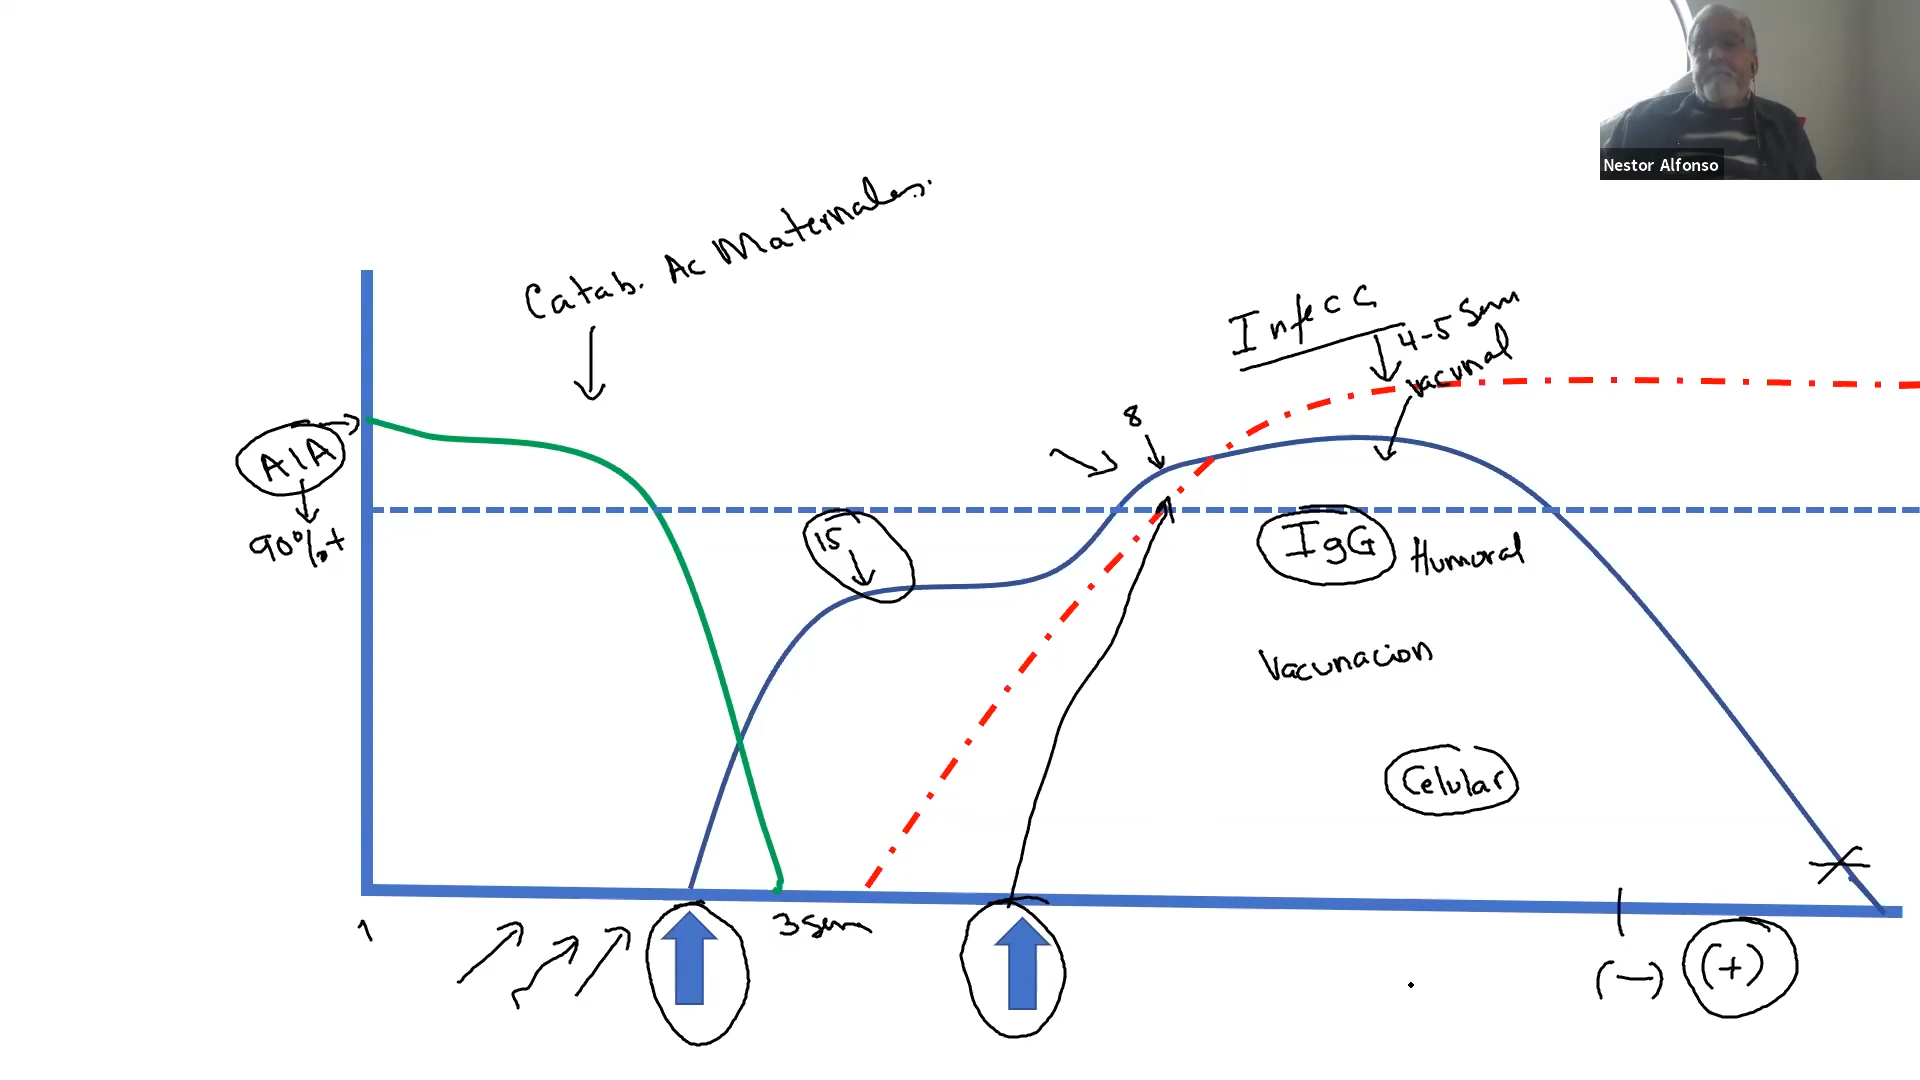 Nestor Alfonso
Catab. Ac Maternales.
Infecc
4-5 Sem
vacunal
8
AIA
90%+
15
IgG Humoral
Vacunacion
Celular
1
3 sem
(-) (+)